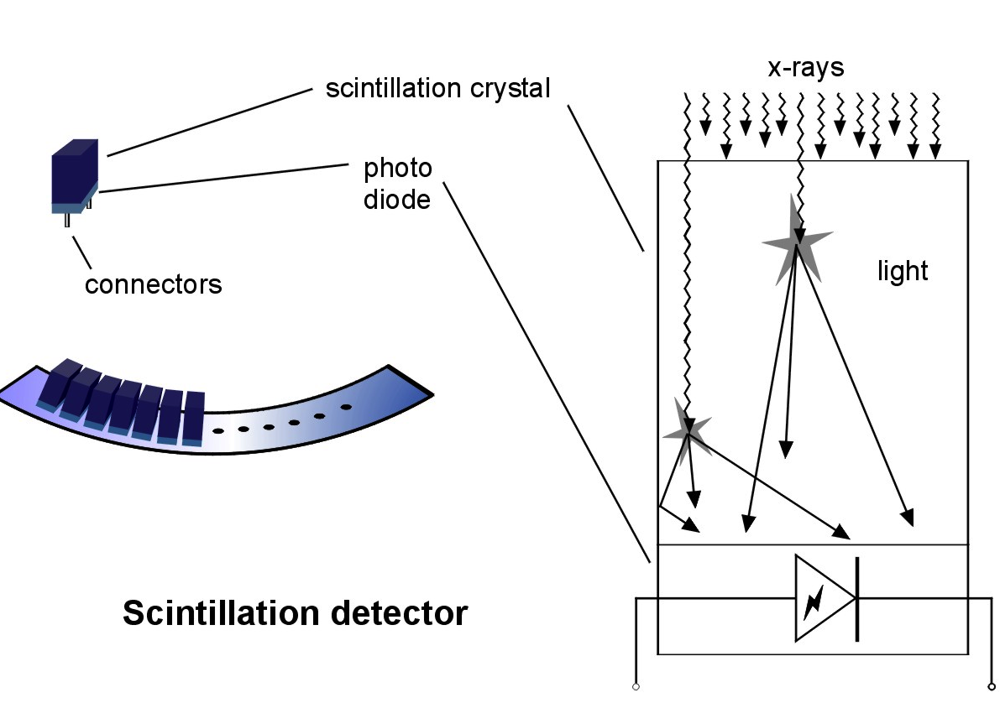 x-rays
scintillation crystal
photo
diode
light
connectors
Scintillation detector